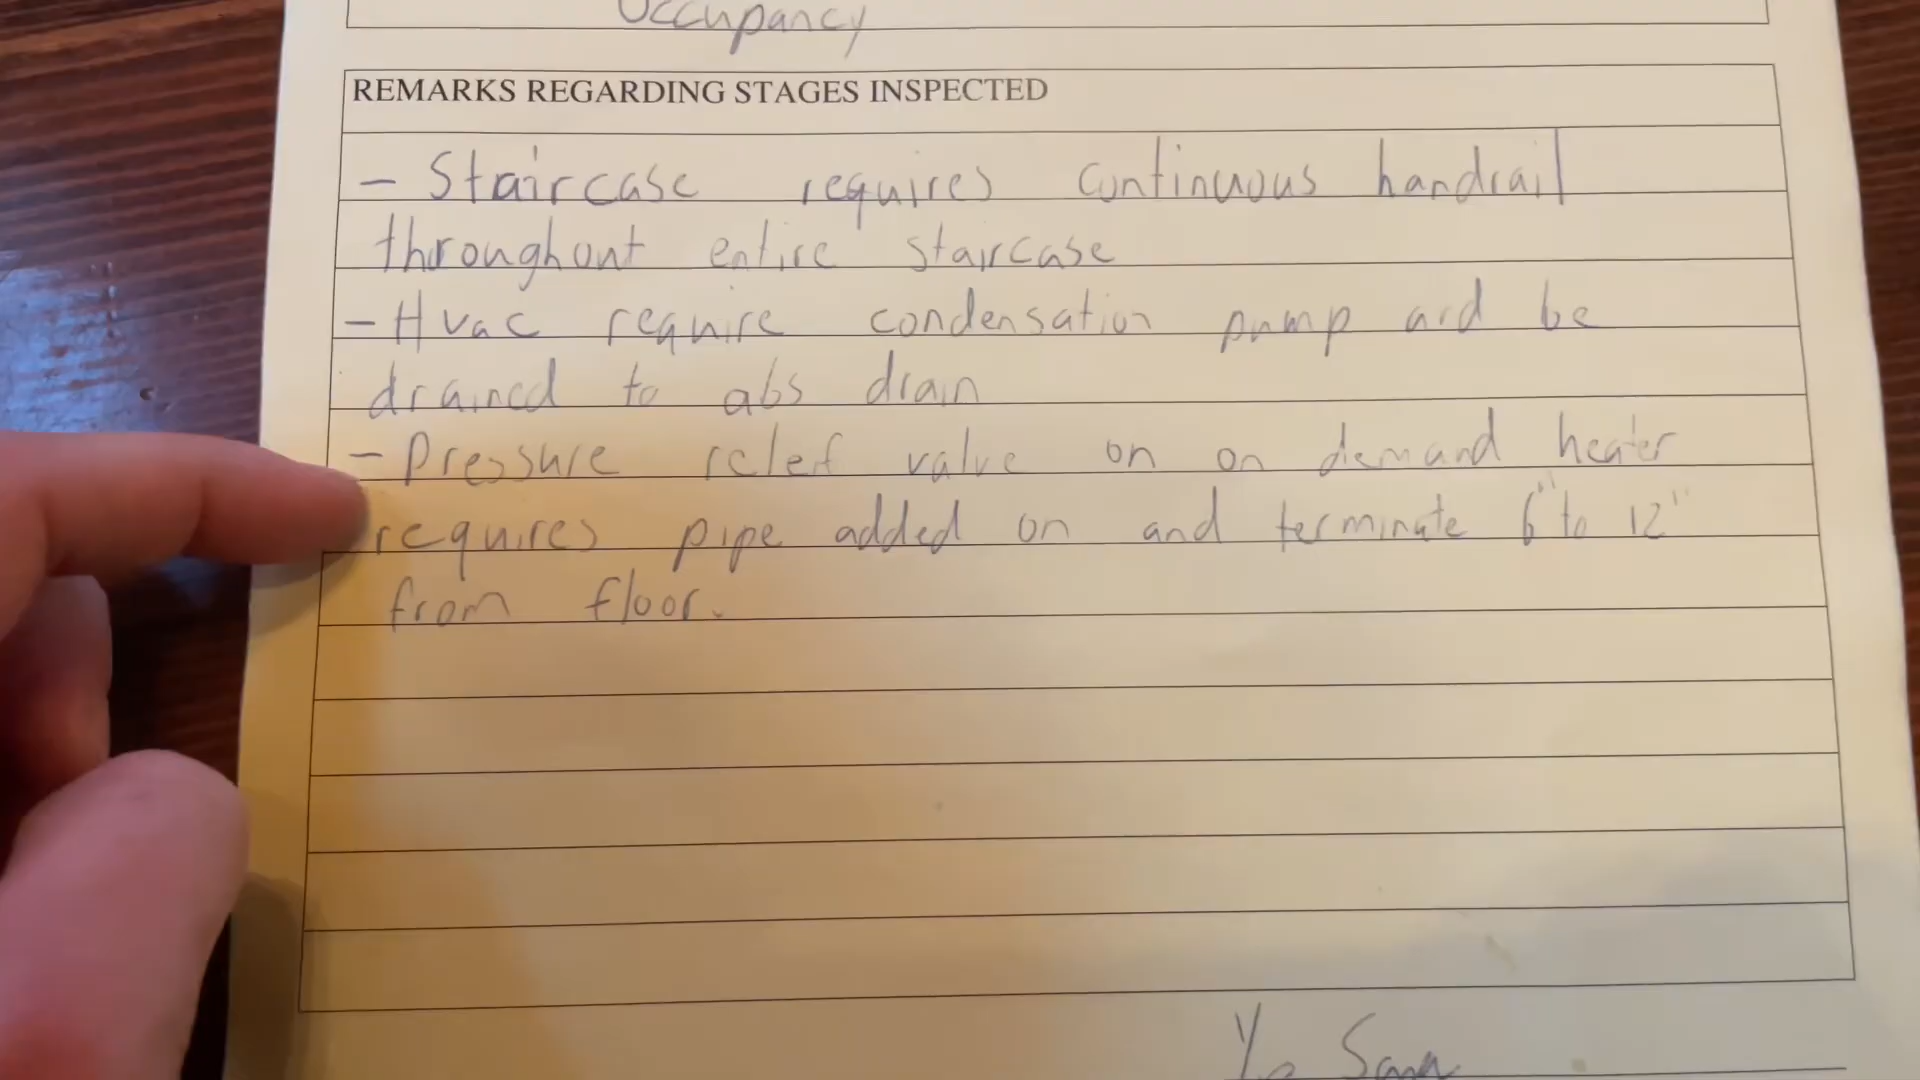 Occupancy
REMARKS REGARDING STAGES INSPECTED
- Staircase requires continuous handrail
throughout entire staircase
- Hvac require condensation pump and be
drained to abs drain
- Pressure relef valve on on demand heater
requires pipe added on and terminate 6" to 12"
from floor.